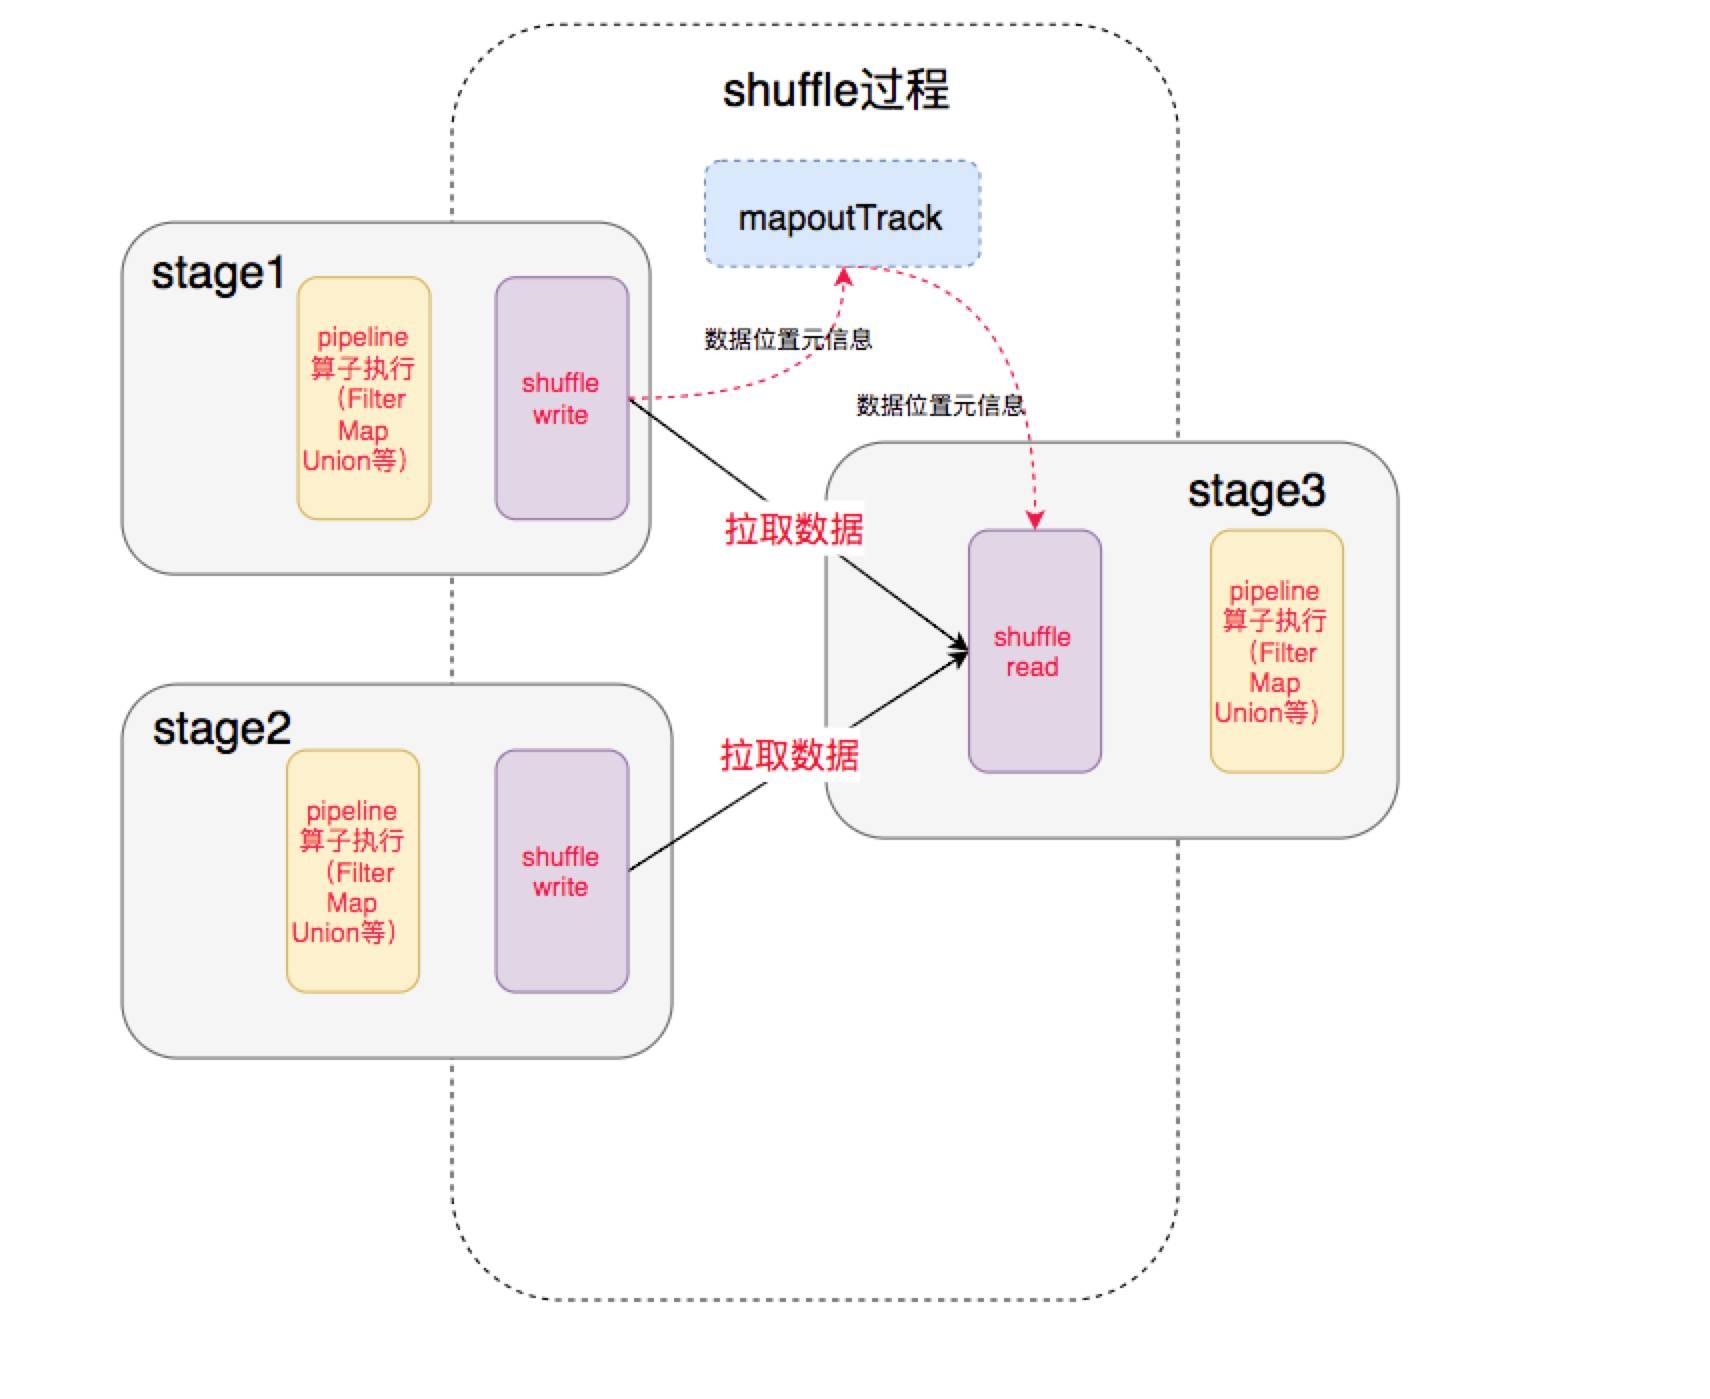 shuffle过程
mapoutTrack
stage1
pipeline
算子执行
（Filter
Map
Union等）
shuffle
write
数据位置元信息
数据位置元信息
拉取数据
stage3
shuffle
read
pipeline
算子执行
（Filter
Map
Union等）
stage2
pipeline
算子执行
（Filter
Map
Union等）
shuffle
write
拉取数据